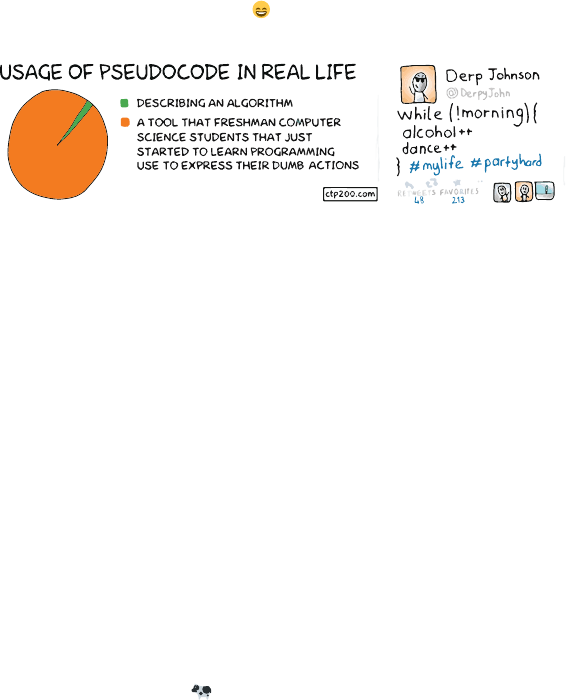 USAGE OF PSEUDOCODE IN REAL LIFE
DESCRIBING AN ALGORITHM
A TOOL THAT FRESHMAN COMPUTER
SCIENCE STUDENTS THAT JUST
STARTED TO LEARN PROGRAMMING
USE TO EXPRESS THEIR DUMB ACTIONS
ctp200.com
Derp Johnson
@DerpyJohn
while (!morning){
alcohol++
dance++
} #mylife #partyhard
RETWEETS FAVORITES
48 213